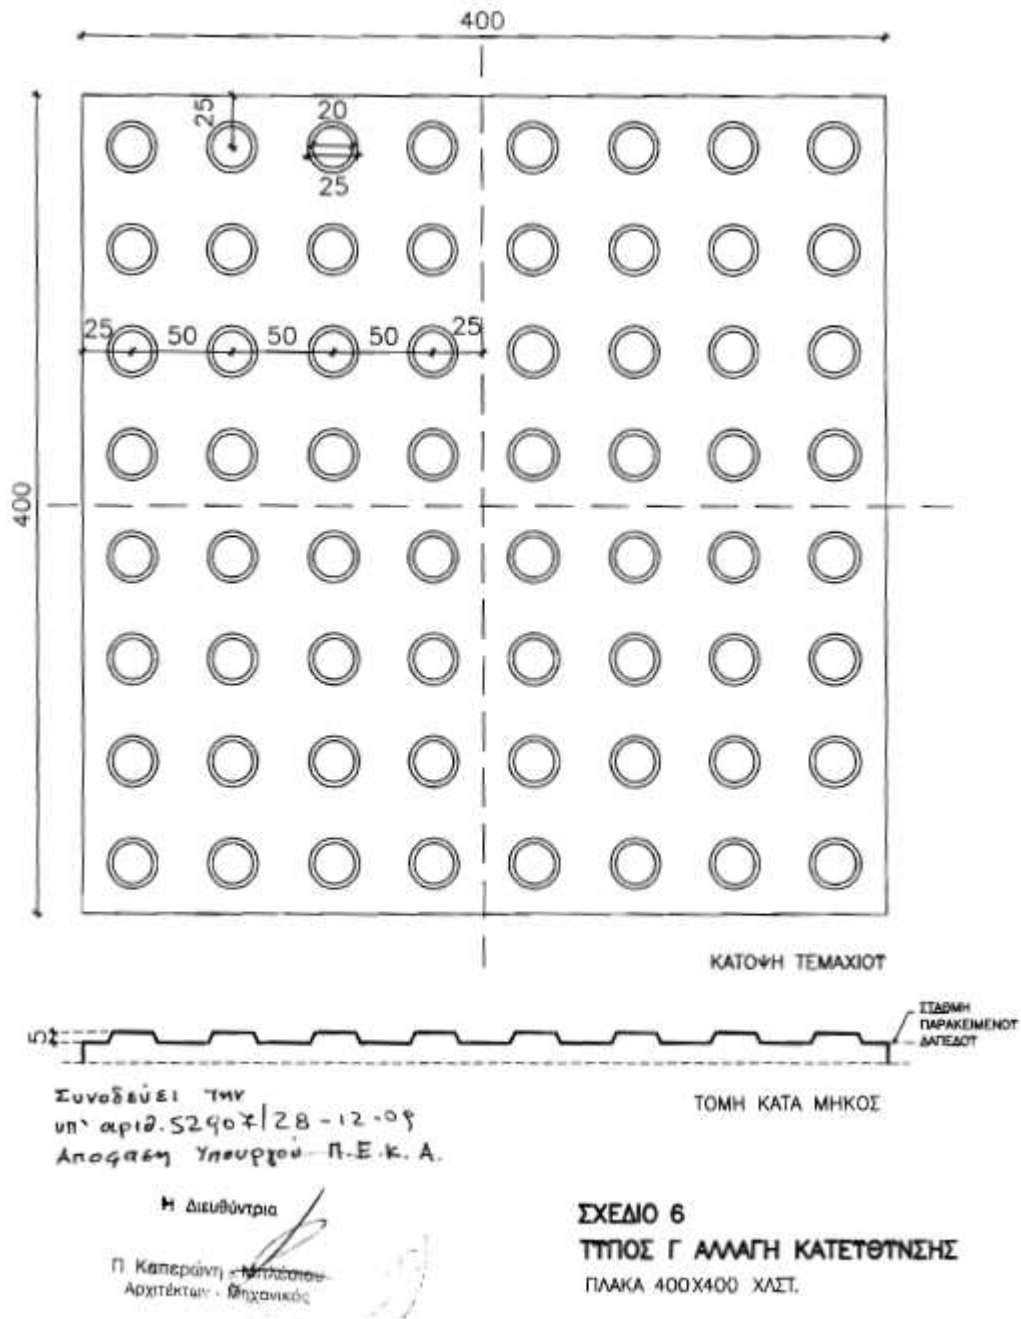 400
25
20
25
25
50
50
50
25
400
ΚΑΤΟΨΗ ΤΕΜΑΧΙΟΥ
5
ΣΤΑΘΜΗ
ΠΑΡΑΚΕΙΜΕΝΟΥ
ΔΑΠΕΔΟΥ
ΤΟΜΗ ΚΑΤΑ ΜΗΚΟΣ
Συνοδεύει την
υπ' αριθ. 52907/28-12-09
Απόφαση Υπουργού Π.Ε.Κ.Α.
Η Διευθύντρια
Π. Καπερώνη - Μπλέσιου
Αρχιτέκτων - Μηχανικός
ΣΧΕΔΙΟ 6
ΤΥΠΟΣ Γ ΑΛΛΑΓΗ ΚΑΤΕΥΘΥΝΣΗΣ
ΠΛΑΚΑ 400Χ400 ΧΛΣΤ.